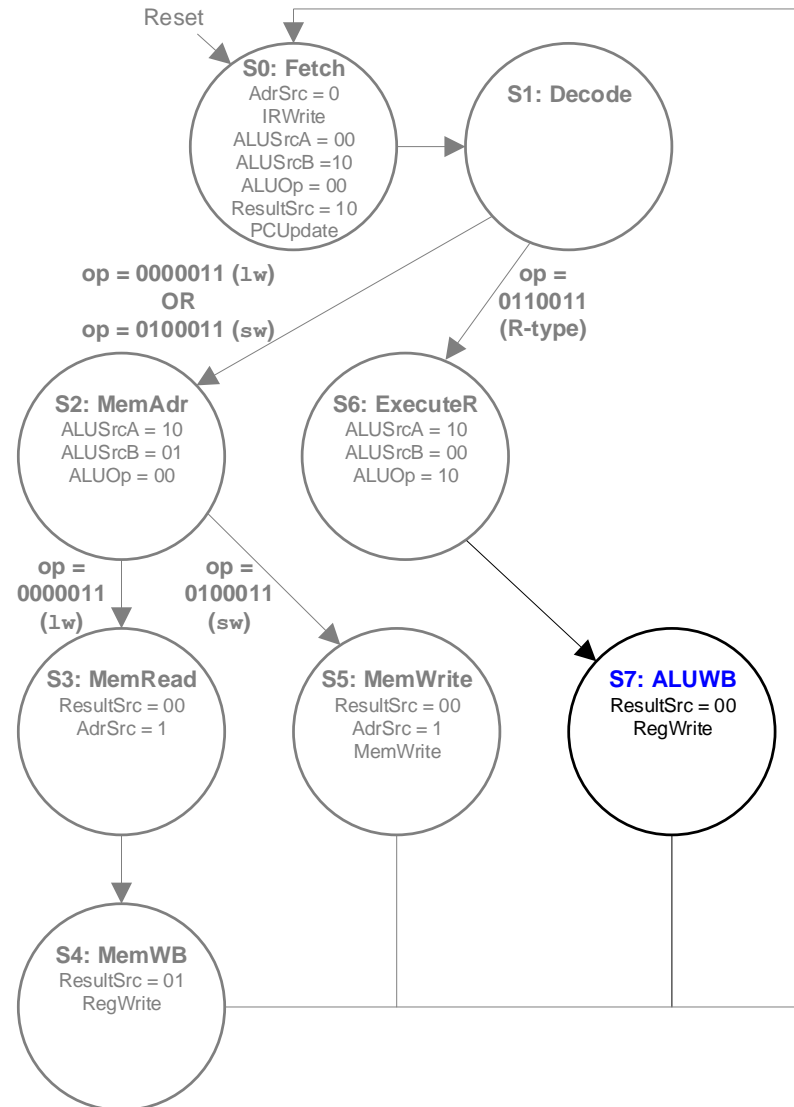 Reset
S0: Fetch
AdrSrc = 0
IRWrite
ALUSrcA = 00
ALUSrcB =10
ALUOp = 00
ResultSrc = 10
PCUpdate
S1: Decode
op = 0000011 (lw)
OR
op = 0100011 (sw)
op =
0110011
(R-type)
S2: MemAdr
ALUSrcA = 10
ALUSrcB = 01
ALUOp = 00
S6: ExecuteR
ALUSrcA = 10
ALUSrcB = 00
ALUOp = 10
op =
0000011
(lw)
op =
0100011
(sw)
S3: MemRead
ResultSrc = 00
AdrSrc = 1
S5: MemWrite
ResultSrc = 00
AdrSrc = 1
MemWrite
S7: ALUWB
ResultSrc = 00
RegWrite
S4: MemWB
ResultSrc = 01
RegWrite